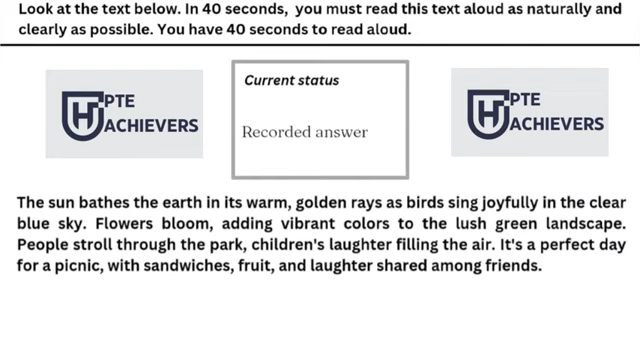 Look at the text below. In 40 seconds, you must read this text aloud as naturally and
clearly as possible. You have 40 seconds to read aloud.
PTE
ACHIEVERS
Current status
Recorded answer
PTE
ACHIEVERS
The sun bathes the earth in its warm, golden rays as birds sing joyfully in the clear
blue sky. Flowers bloom, adding vibrant colors to the lush green landscape.
People stroll through the park, children's laughter filling the air. It's a perfect day
for a picnic, with sandwiches, fruit, and laughter shared among friends.